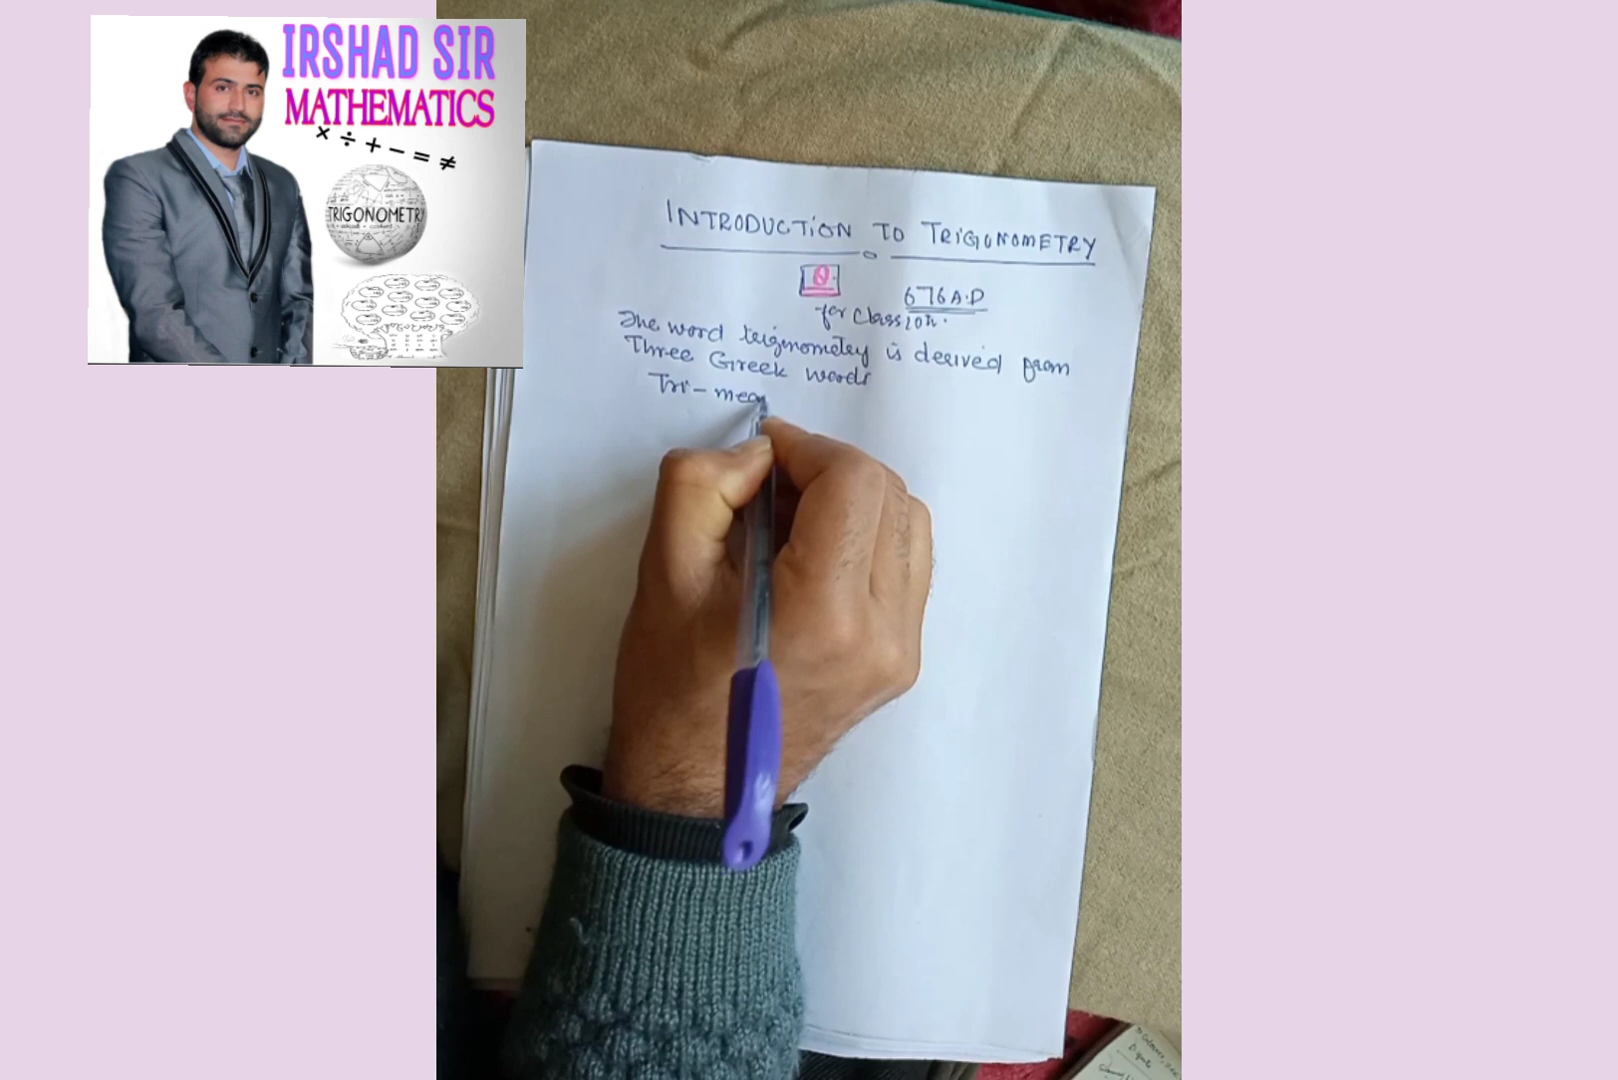 IRSHAD SIR
MATHEMATICS
× ÷ + − = ≠
TRIGONOMETRY
INTRODUCTION TO TRIGONOMETRY
θ
676 A.D
for Class 10th.
The word trigonometry is derived from
Three Greek words
Tri - mean